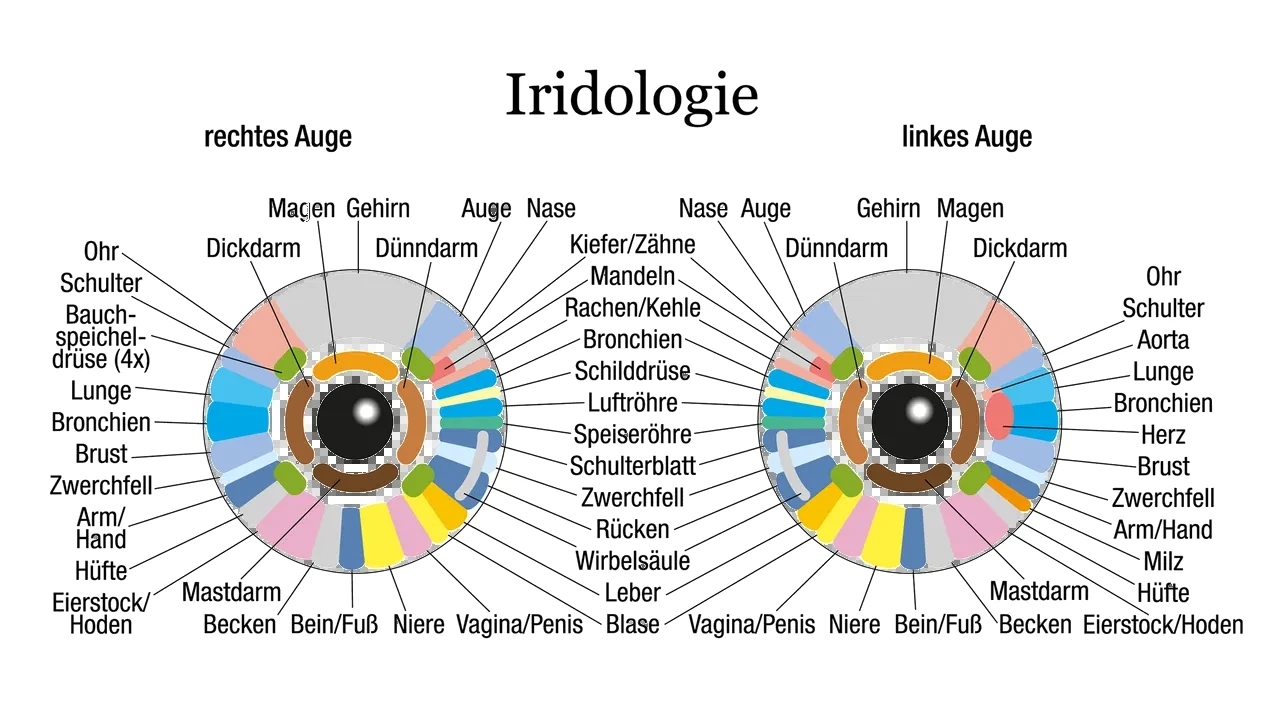 Iridologie
rechtes Auge
linkes Auge
Magen
Gehirn
Auge
Nase
Dickdarm
Dünndarm
Ohr
Schulter
Bauch-
speichel-
drüse (4x)
Lunge
Bronchien
Brust
Zwerchfell
Arm/
Hand
Hüfte
Eierstock/
Hoden
Mastdarm
Becken
Bein/Fuß
Niere
Vagina/Penis
Kiefer/Zähne
Mandeln
Rachen/Kehle
Bronchien
Schilddrüse
Luftröhre
Speiseröhre
Schulterblatt
Zwerchfell
Rücken
Wirbelsäule
Leber
Blase
Nase
Auge
Gehirn
Magen
Dünndarm
Dickdarm
Ohr
Schulter
Aorta
Lunge
Bronchien
Herz
Brust
Zwerchfell
Arm/Hand
Milz
Hüfte
Mastdarm
Vagina/Penis
Niere
Bein/Fuß
Becken
Eierstock/Hoden